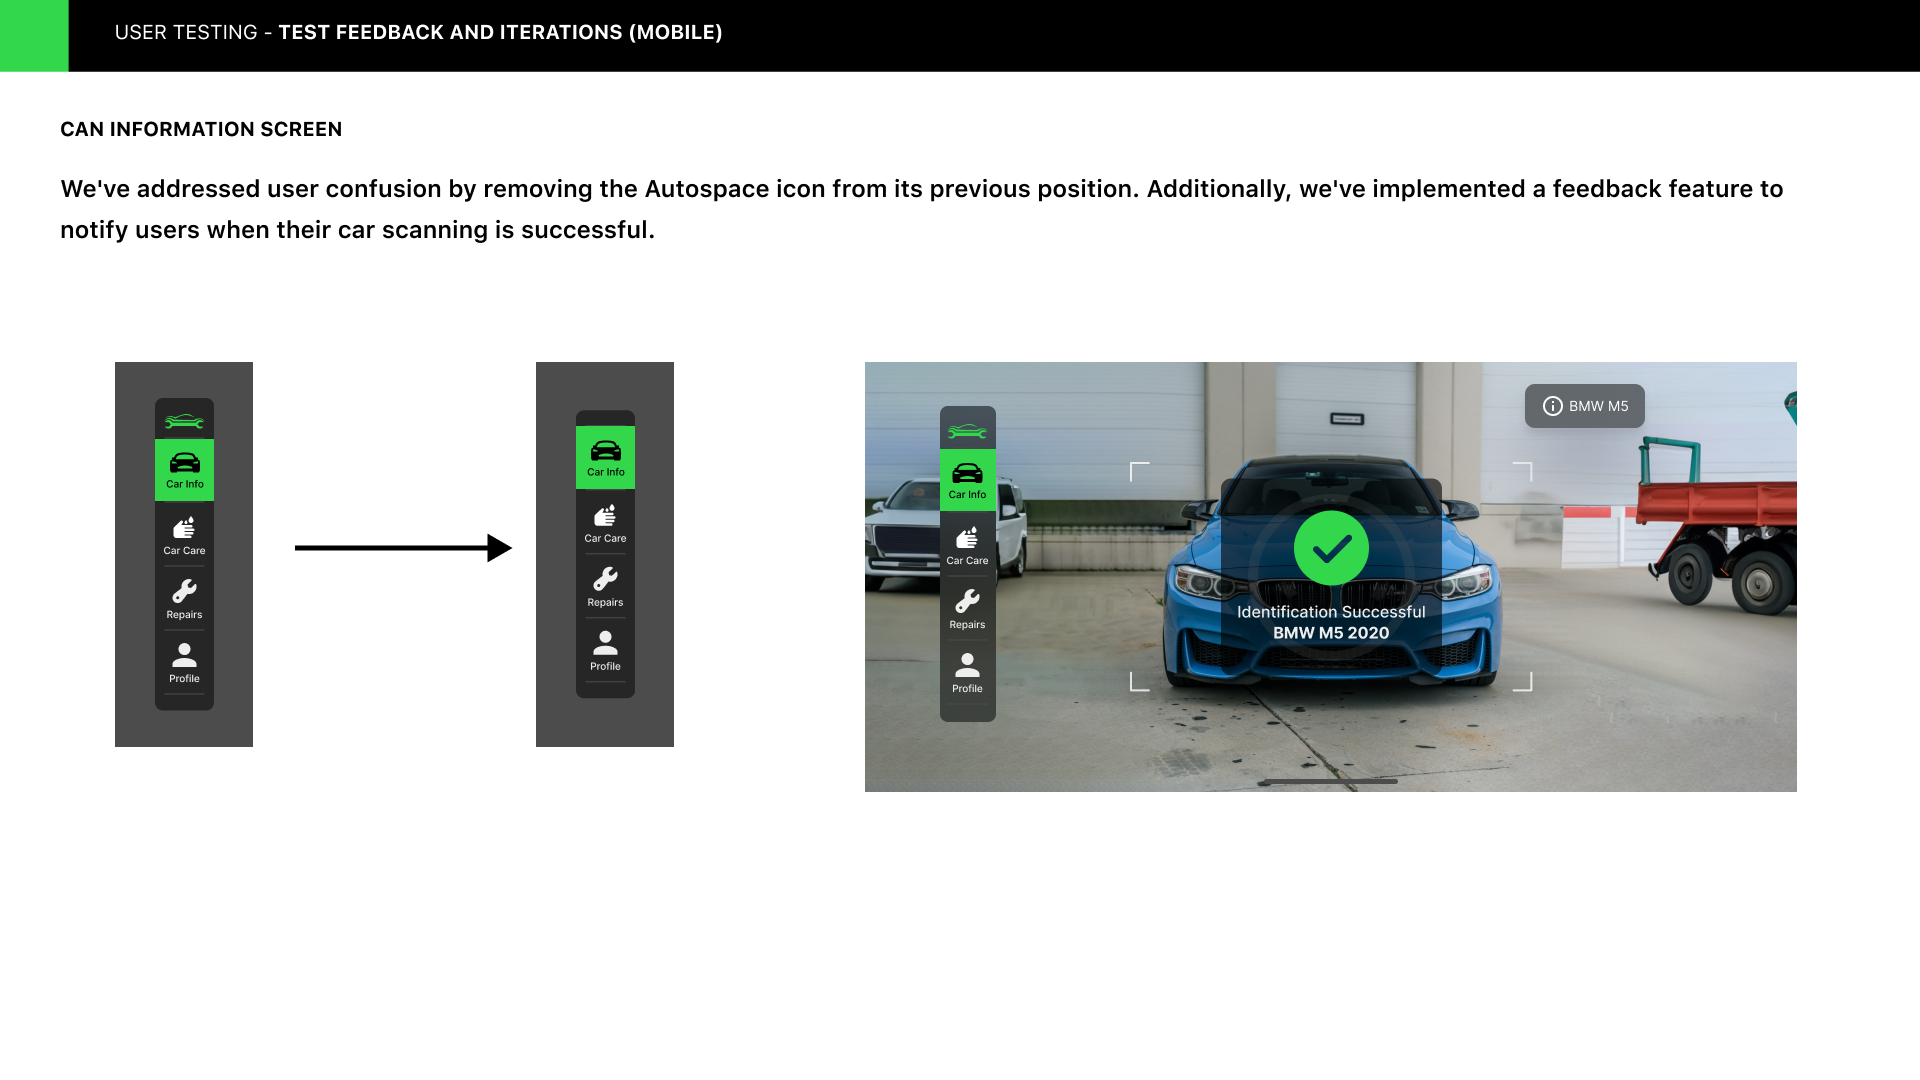 USER TESTING - TEST FEEDBACK AND ITERATIONS (MOBILE)
CAN INFORMATION SCREEN
We've addressed user confusion by removing the Autospace icon from its previous position. Additionally, we've implemented a feedback feature to
notify users when their car scanning is successful.
Car Info
Car Care
Repairs
Profile
Car Info
Car Care
Repairs
Profile
Car Info
Car Care
Repairs
Profile
BMW M5
Identification Successful
BMW M5 2020